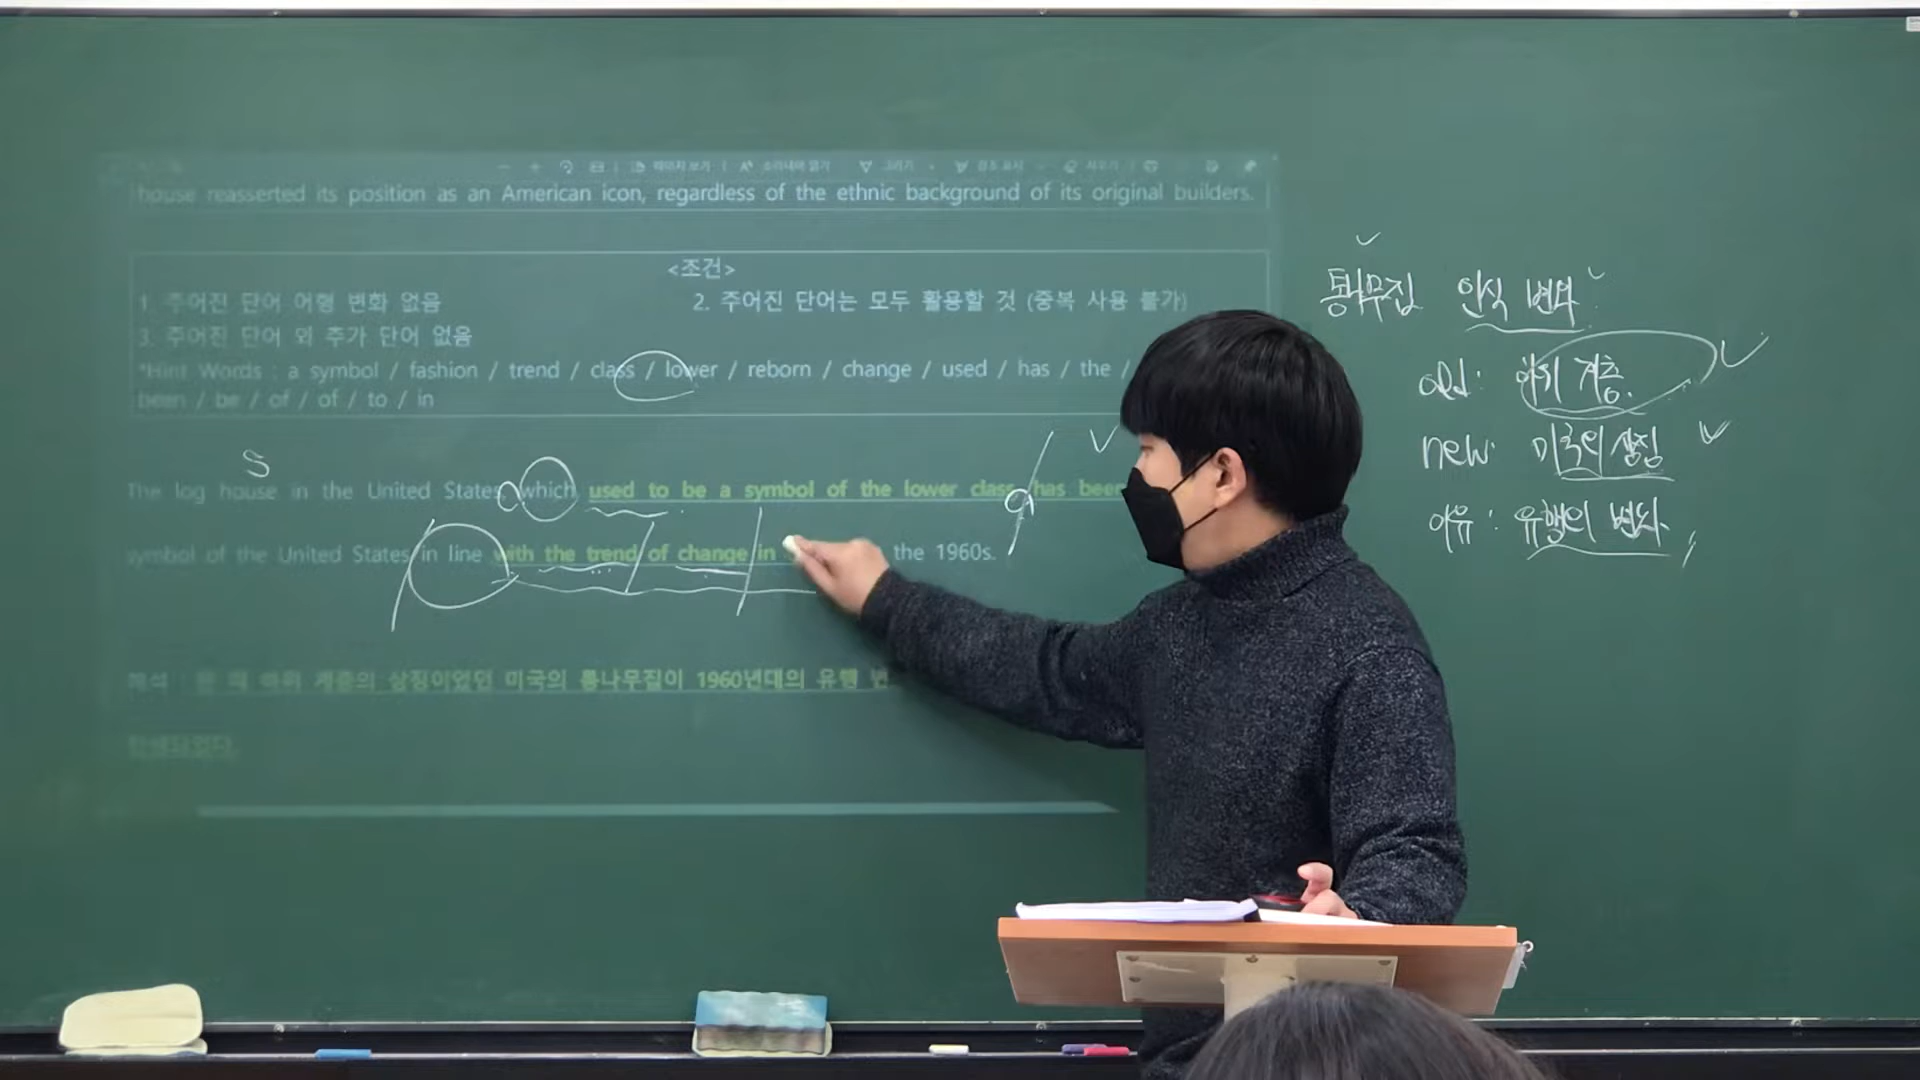 house reasserted its position as an American icon, regardless of the ethnic background of its original builders.
<조건>
1. 주어진 단어 어형 변화 없음
2. 주어진 단어는 모두 활용할 것 (중복 사용 불가)
3. 주어진 단어 외 추가 단어 없음
*Hint Words : a symbol / fashion / trend / class / lower / reborn / change / used / has / the /
been / be / of / of / to / in
S
The log house in the United States, which used to be a symbol of the lower class has been
symbol of the United States in line with the trend of change in the 1960s.
해석 : 한 때 하위 계층의 상징이었던 미국의 통나무집이 1960년대의 유행
통나무집 인식 변화
old: 하위 계층.
new: 미국의 상징
이유: 유행의 변화